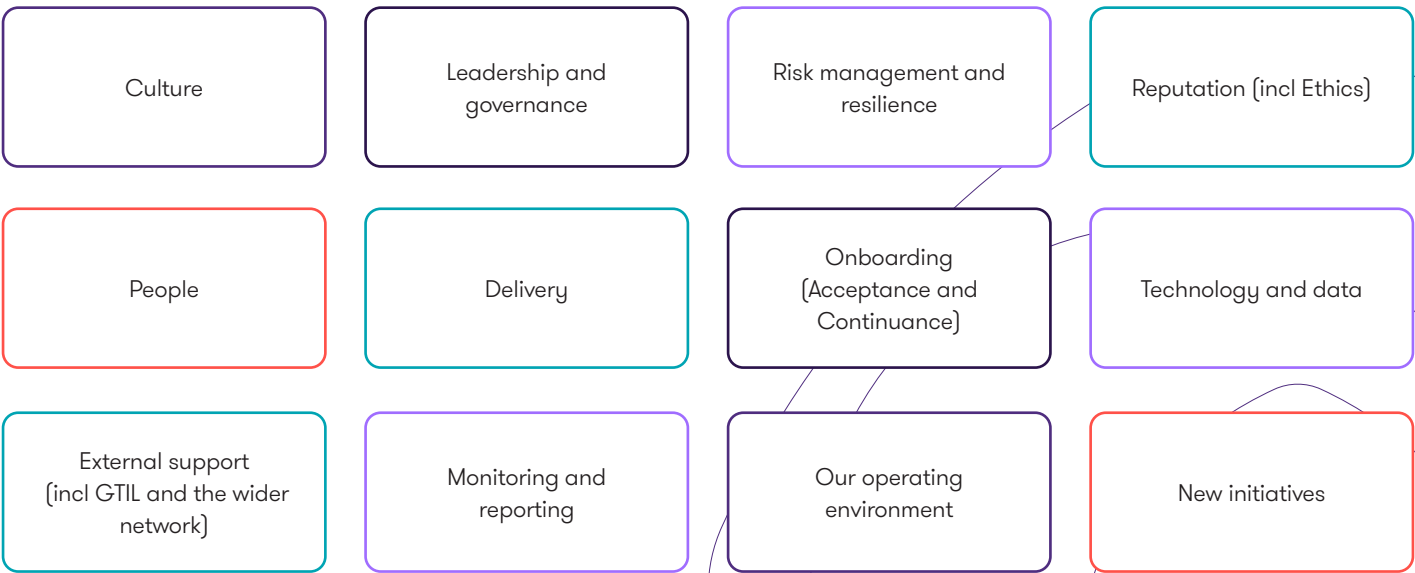 Culture
Leadership and
governance
Risk management and
resilience
Reputation (incl Ethics)
People
Delivery
Onboarding
(Acceptance and
Continuance)
Technology and data
External support
(incl GTIL and the wider
network)
Monitoring and
reporting
Our operating
environment
New initiatives